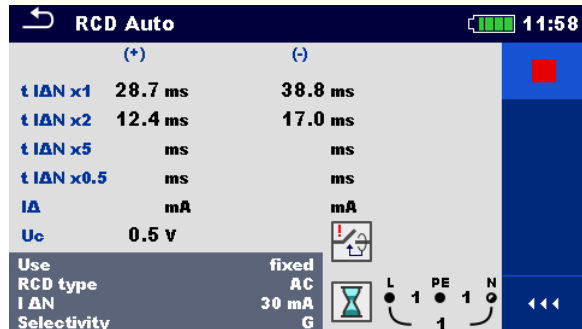 RCD Auto 11:58
(+) (-)
t IΔN x1 28.7 ms 38.8 ms
t IΔN x2 12.4 ms 17.0 ms
t IΔN x5 ms ms
t IΔN x0.5 ms ms
IΔ mA mA
Uc 0.5 V
Use fixed
RCD type AC
I ΔN 30 mA
Selectivity G
L PE N
1 1
1